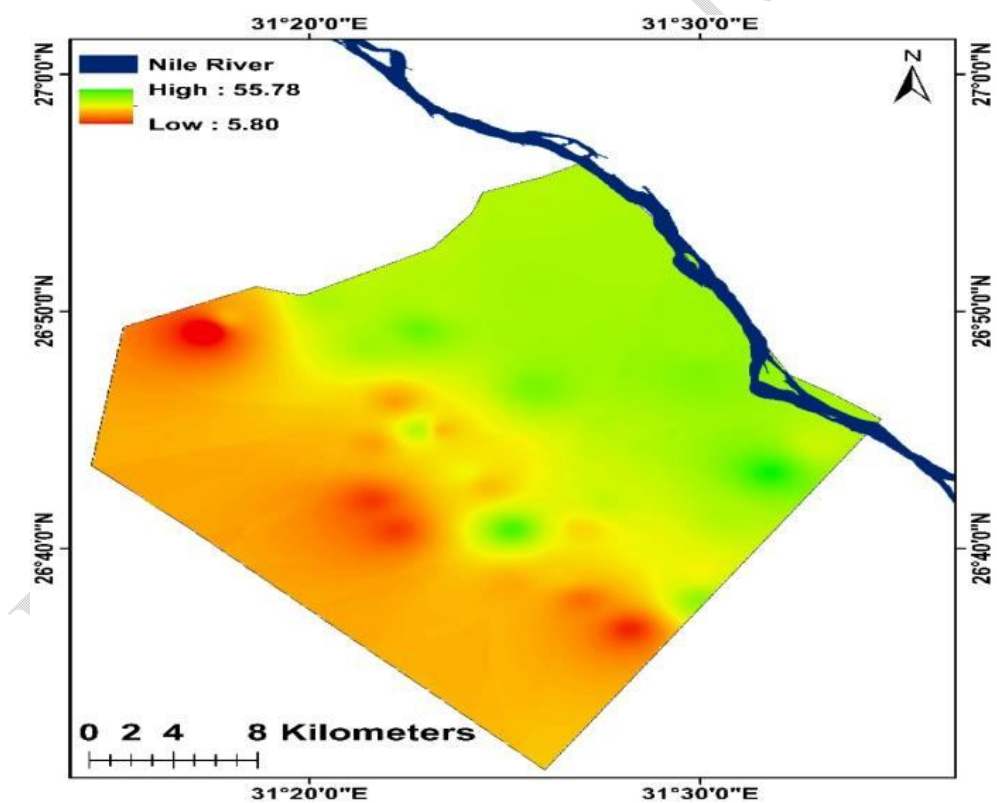 31°20'0"E 31°30'0"E
Nile River
High : 55.78
Low : 5.80
N
27°0'0"N 27°0'0"N
26°50'0"N 26°50'0"N
26°40'0"N 26°40'0"N
0 2 4 8 Kilometers
31°20'0"E 31°30'0"E